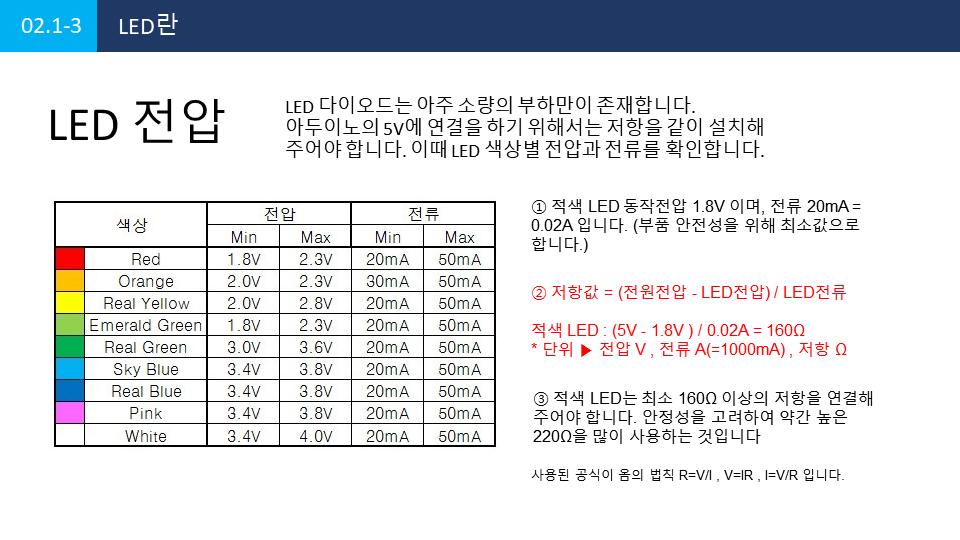 02.1-3
LED란
LED 전압
LED 다이오드는 아주 소량의 부하만이 존재합니다.
아두이노의 5V에 연결을 하기 위해서는 저항을 같이 설치해
주어야 합니다. 이때 LED 색상별 전압과 전류를 확인합니다.
색상 전압 전류
Min Max Min Max
Red 1.8V 2.3V 20mA 50mA
Orange 2.0V 2.3V 30mA 50mA
Real Yellow 2.0V 2.8V 20mA 50mA
Emerald Green 1.8V 2.3V 20mA 50mA
Real Green 3.0V 3.6V 20mA 50mA
Sky Blue 3.4V 3.8V 20mA 50mA
Real Blue 3.4V 3.8V 20mA 50mA
Pink 3.4V 3.8V 20mA 50mA
White 3.4V 4.0V 20mA 50mA
① 적색 LED 동작전압 1.8V 이며, 전류 20mA =
0.02A 입니다. (부품 안전성을 위해 최소값으로
합니다.)
② 저항값 = (전원전압 - LED전압) / LED전류
적색 LED : (5V - 1.8V ) / 0.02A = 160Ω
* 단위 ▶ 전압 V , 전류 A(=1000mA) , 저항 Ω
③ 적색 LED는 최소 160Ω 이상의 저항을 연결해
주어야 합니다. 안정성을 고려하여 약간 높은
220Ω을 많이 사용하는 것입니다
사용된 공식이 옴의 법칙 R=V/I , V=IR , I=V/R 입니다.